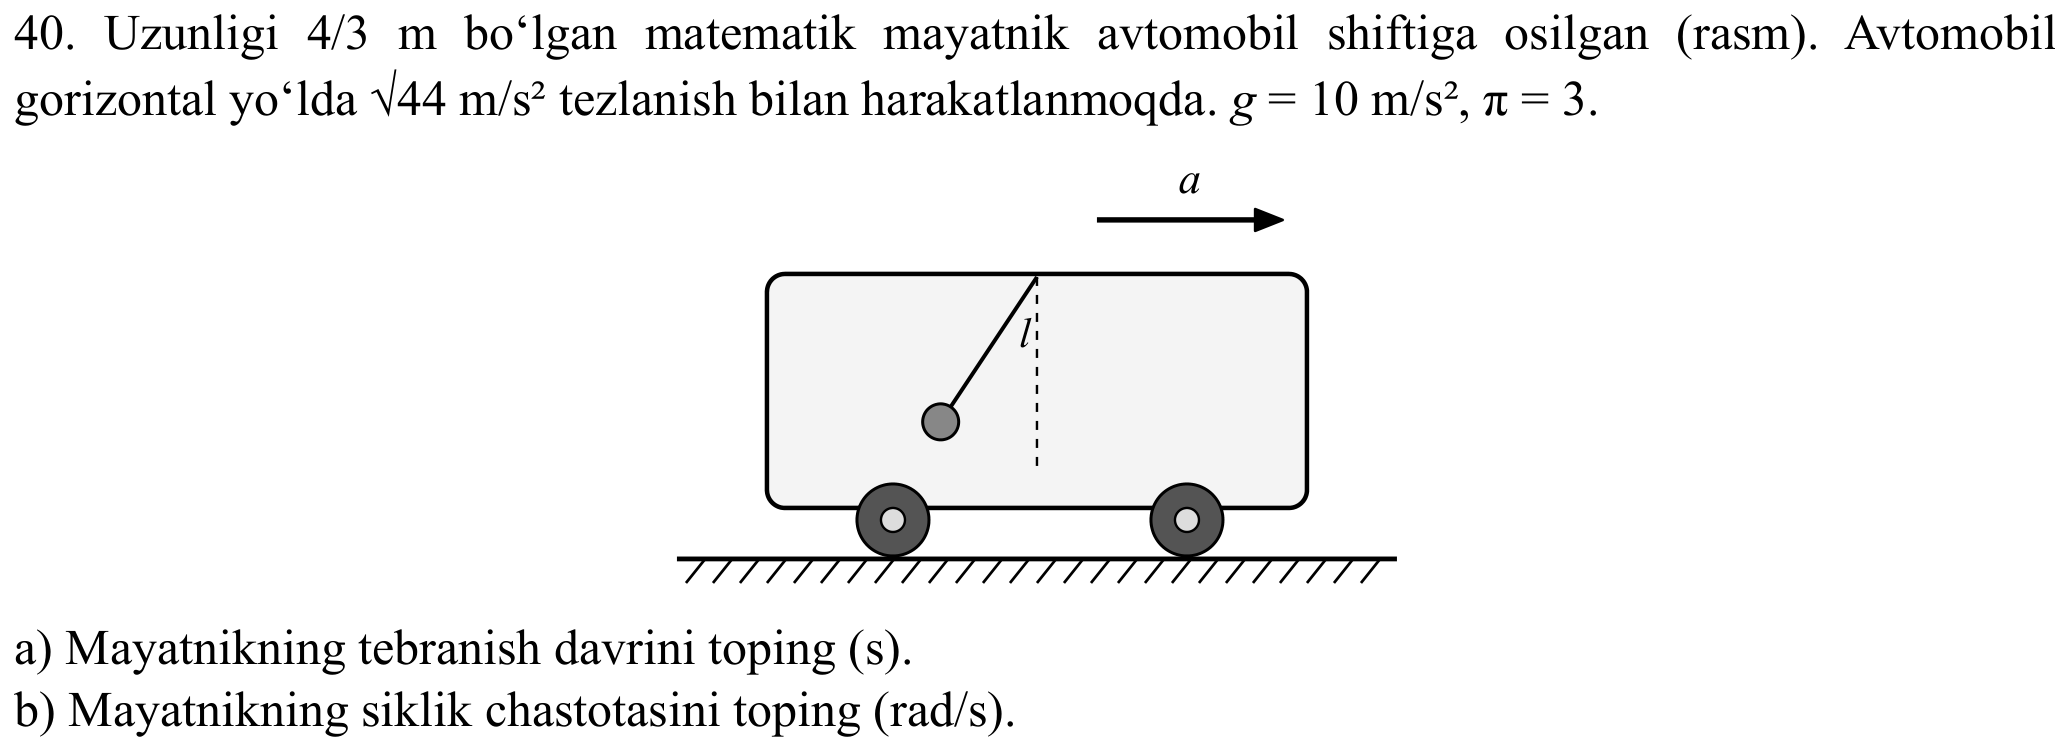 40. Uzunligi 4/3 m bo‘lgan matematik mayatnik avtomobil shiftiga osilgan (rasm). Avtomobil
gorizontal yo‘lda √44 m/s² tezlanish bilan harakatlanmoqda. g = 10 m/s², π = 3.
a
l
a) Mayatnikning tebranish davrini toping (s).
b) Mayatnikning siklik chastotasini toping (rad/s).